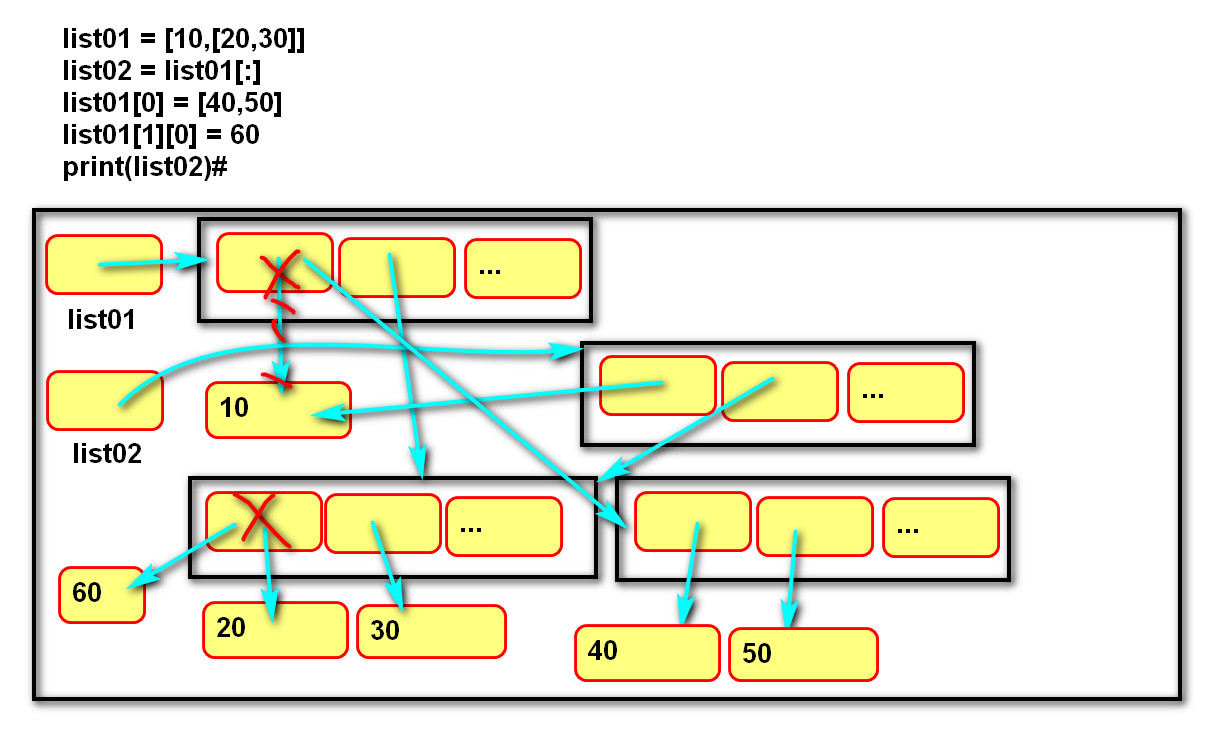 list01 = [10,[20,30]]
list02 = list01[:]
list01[0] = [40,50]
list01[1][0] = 60
print(list02)#
...
list01
...
10
list02
...
...
60
20
30
40
50